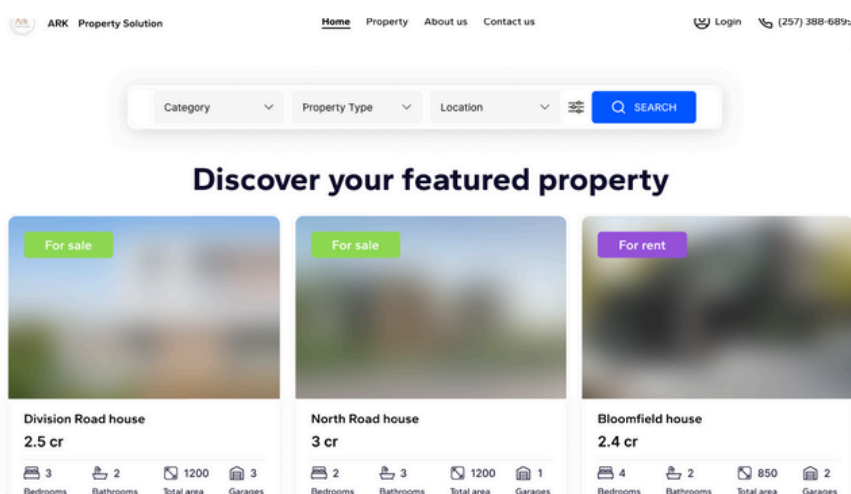 Ark
ARK Property Solution
Home Property About us Contact us
Login (257) 388-689
Category Property Type Location SEARCH
Discover your featured property
For sale For sale For rent
Division Road house North Road house Bloomfield house
2.5 cr 3 cr 2.4 cr
3 2 1200 3 2 3 1200 1 4 2 850 2
Bedrooms Bathrooms Total area Garages Bedrooms Bathrooms Total area Garages Bedrooms Bathrooms Total area Garages